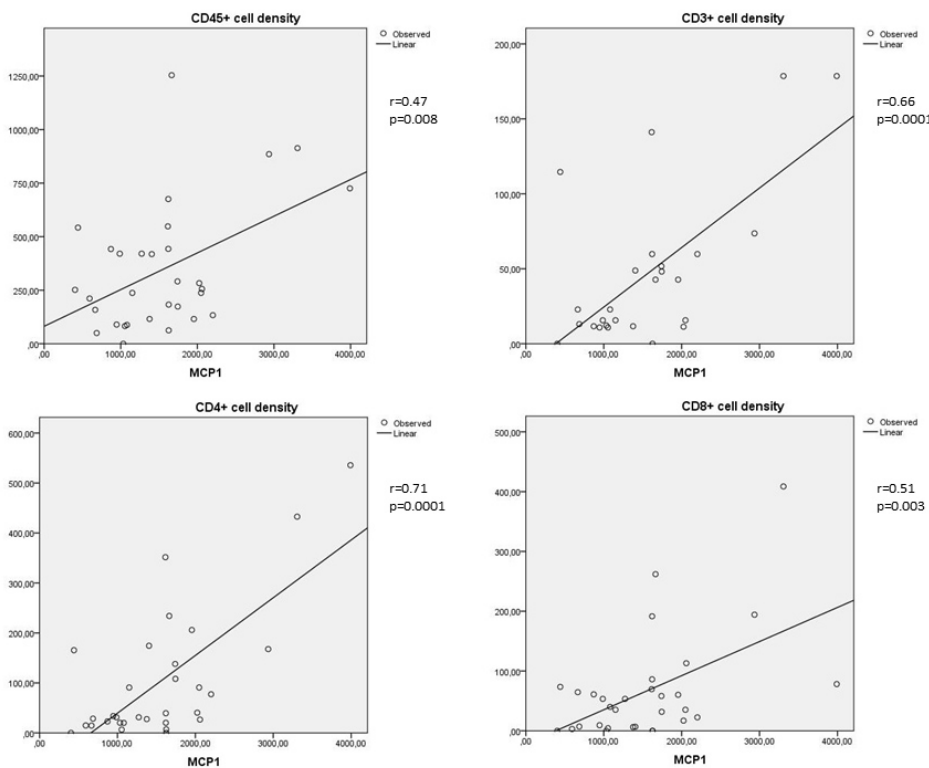 CD45+ cell density
Observed
Linear
1250,00
1000,00
750,00
500,00
250,00
,00
r=0.47
p=0.008
,00 1000,00 2000,00 3000,00 4000,00
MCP1
CD3+ cell density
Observed
Linear
200,00
150,00
100,00
50,00
,00
r=0.66
p=0.0001
,00 1000,00 2000,00 3000,00 4000,00
MCP1
CD4+ cell density
Observed
Linear
600,00
500,00
400,00
300,00
200,00
100,00
,00
r=0.71
p=0.0001
,00 1000,00 2000,00 3000,00 4000,00
MCP1
CD8+ cell density
Observed
Linear
500,00
400,00
300,00
200,00
100,00
,00
r=0.51
p=0.003
,00 1000,00 2000,00 3000,00 4000,00
MCP1